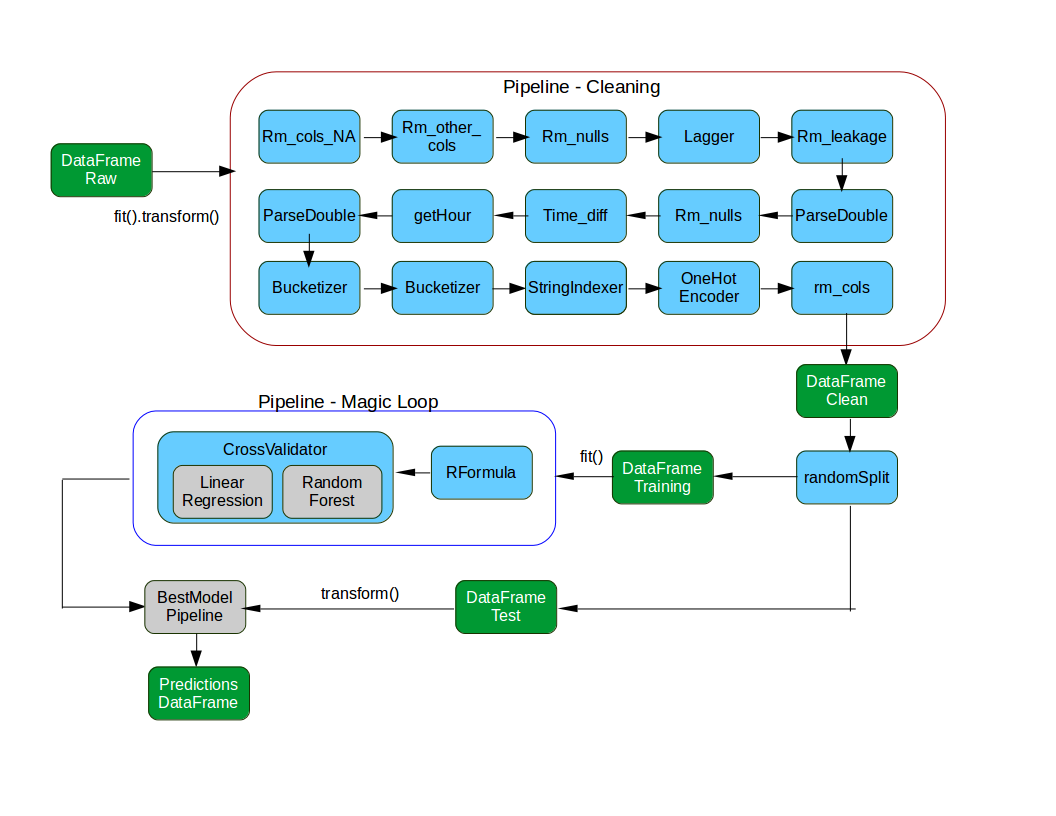 Pipeline - Cleaning
Rm_cols_NA
Rm_other_
cols
Rm_nulls
Lagger
Rm_leakage
DataFrame
Raw
fit().transform()
ParseDouble
getHour
Time_diff
Rm_nulls
ParseDouble
Bucketizer
Bucketizer
StringIndexer
OneHot
Encoder
rm_cols
DataFrame
Clean
Pipeline - Magic Loop
CrossValidator
Linear
Regression
Random
Forest
RFormula
fit()
DataFrame
Training
randomSplit
BestModel
Pipeline
transform()
DataFrame
Test
Predictions
DataFrame